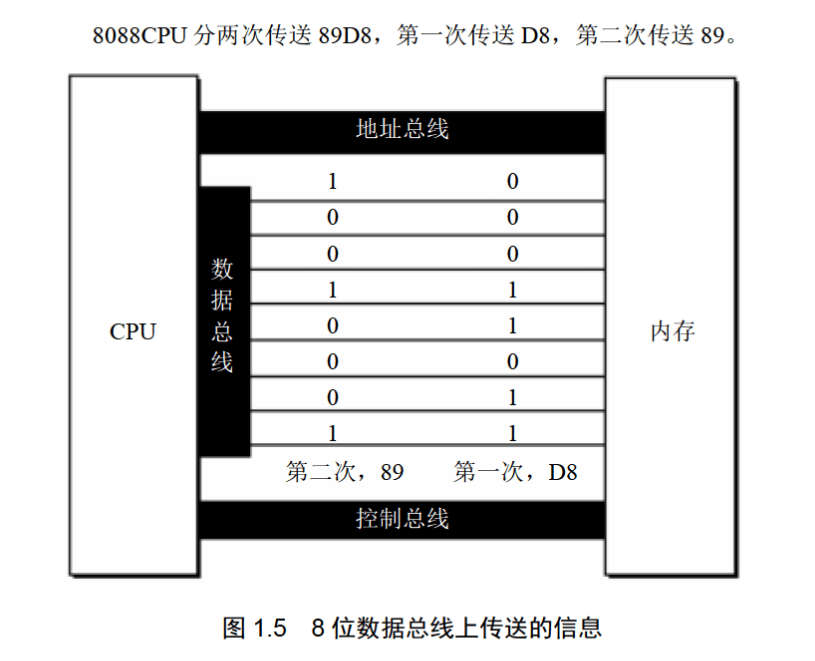 8088CPU 分两次传送 89D8，第一次传送 D8，第二次传送 89。
地址总线
1 0
0 0
0 0
1 1
0 1
0 0
0 1
1 1
数据总线
CPU
内存
第二次，89 第一次，D8
控制总线
图 1.5 8 位数据总线上传送的信息